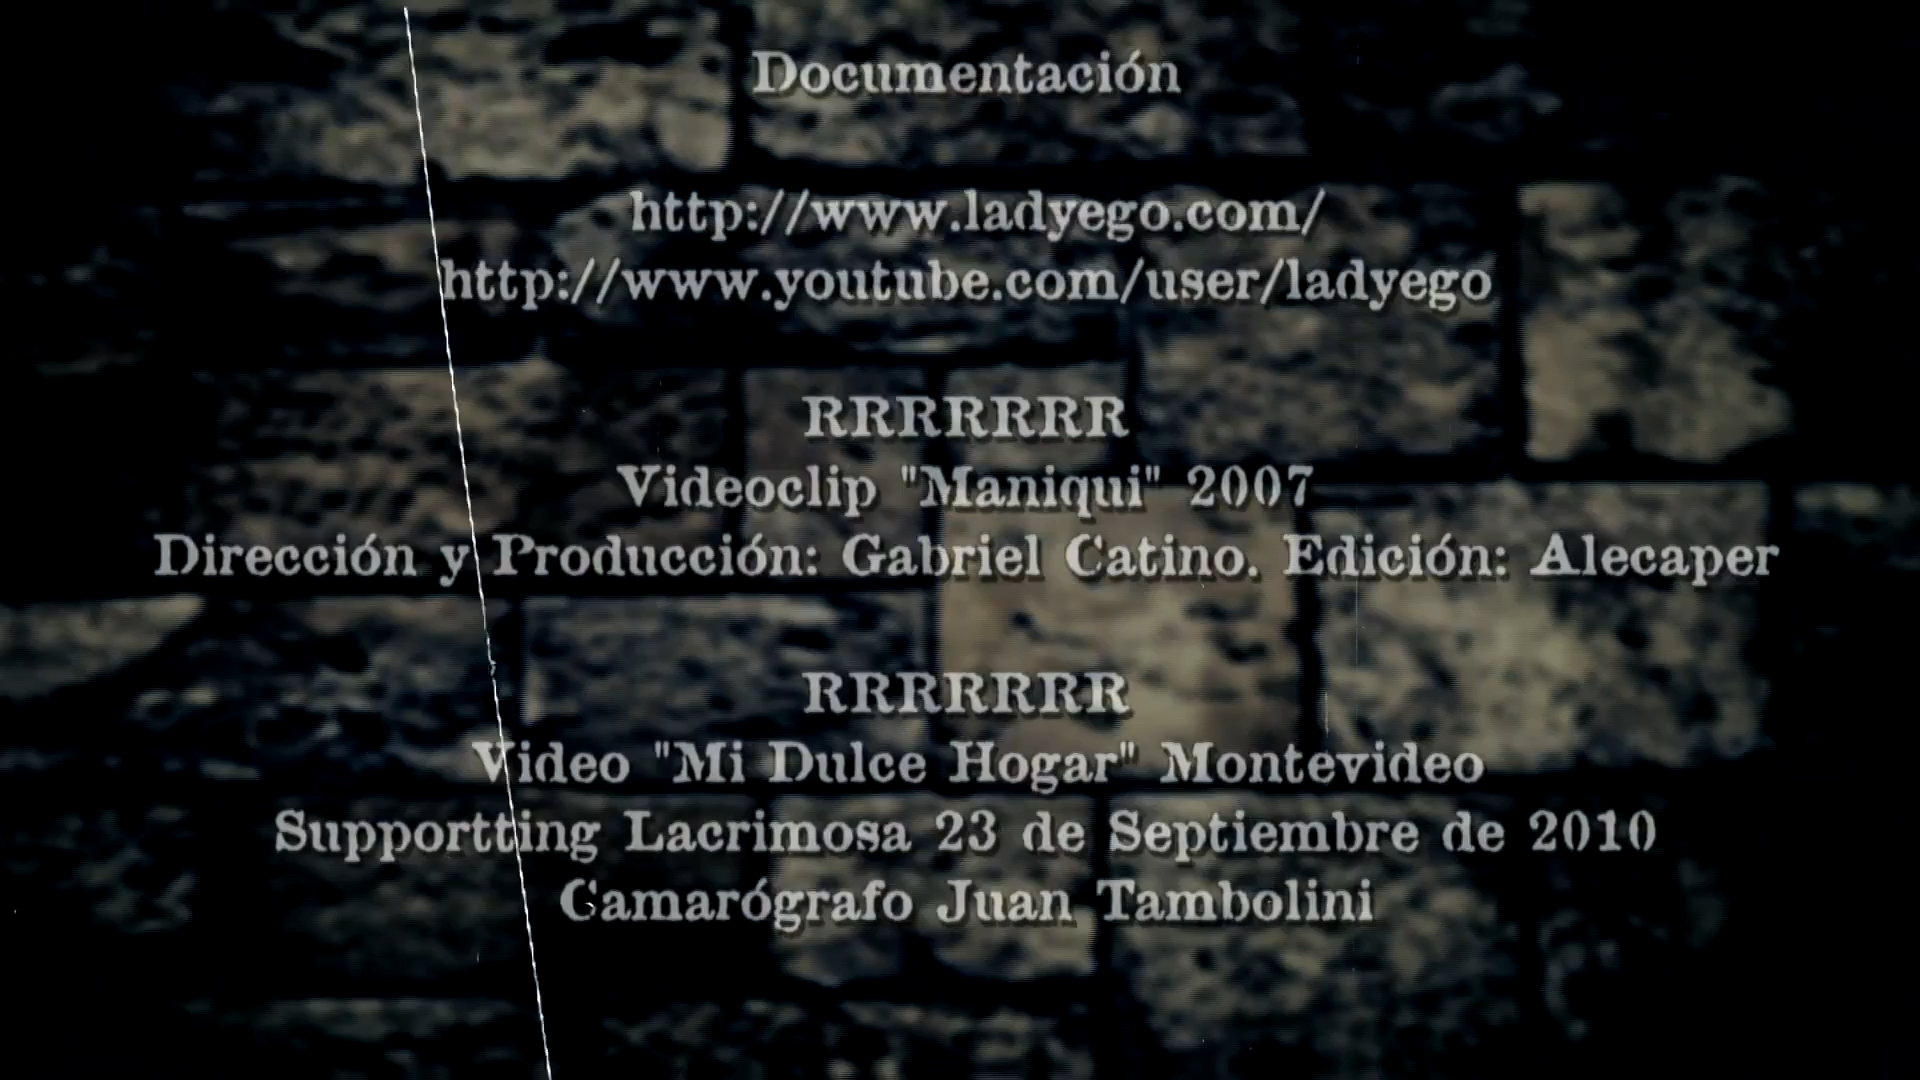 Documentación
http://www.ladyego.com/
http://www.youtube.com/user/ladyego
RRRRRRR
Videoclip "Maniqui" 2007
Dirección y Producción: Gabriel Catino. Edición: Alecaper
RRRRRRR
Video "Mi Dulce Hogar" Montevideo
Supportting Lacrimosa 23 de Septiembre de 2010
Camarógrafo Juan Tambolini